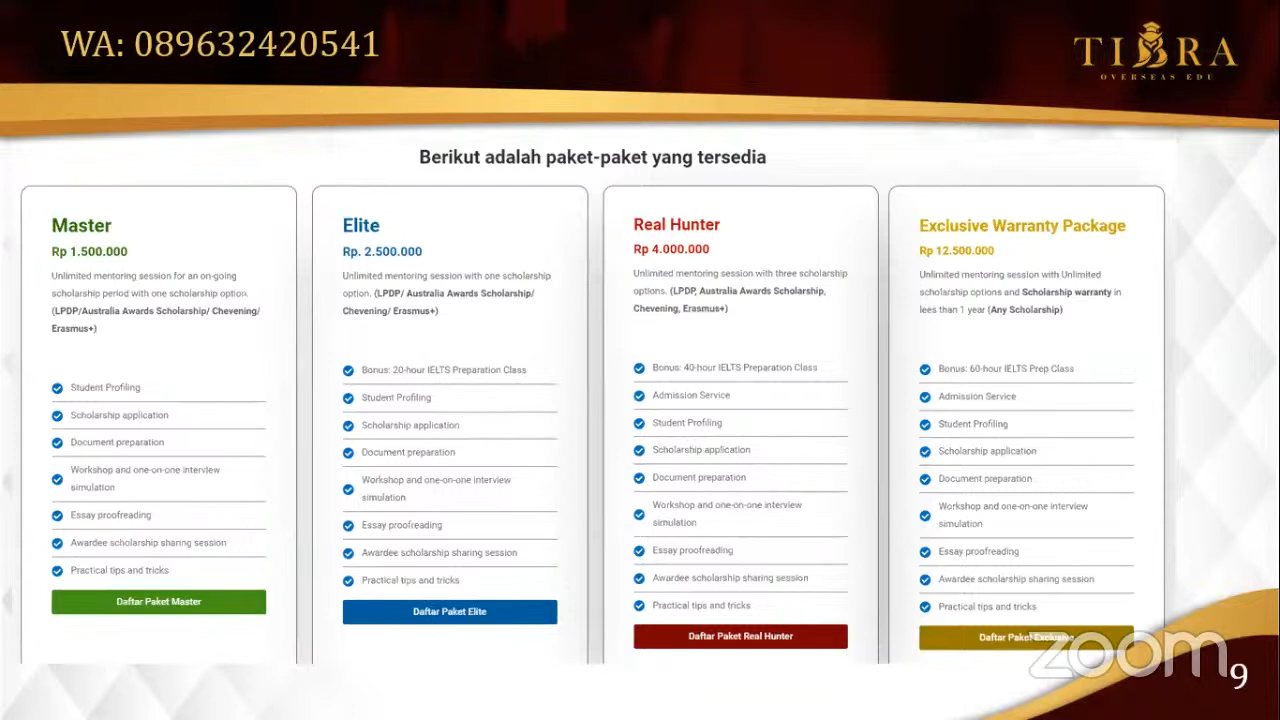 WA: 089632420541
TIBRA
OVERSEAS EDU
Berikut adalah paket-paket yang tersedia
Master
Rp 1.500.000
Unlimited mentoring session for an on-going
scholarship period with one scholarship option.
(LPDP/Australia Awards Scholarship/ Chevening/
Erasmus+)
Student Profiling
Scholarship application
Document preparation
Workshop and one-on-one interview
simulation
Essay proofreading
Awardee scholarship sharing session
Practical tips and tricks
Daftar Paket Master
Elite
Rp. 2.500.000
Unlimited mentoring session with one scholarship
option. (LPDP/ Australia Awards Scholarship/
Chevening/ Erasmus+)
Bonus: 20-hour IELTS Preparation Class
Student Profiling
Scholarship application
Document preparation
Workshop and one-on-one interview
simulation
Essay proofreading
Awardee scholarship sharing session
Practical tips and tricks
Daftar Paket Elite
Real Hunter
Rp 4.000.000
Unlimited mentoring session with three scholarship
options. (LPDP, Australia Awards Scholarship,
Chevening, Erasmus+)
Bonus: 40-hour IELTS Preparation Class
Admission Service
Student Profiling
Scholarship application
Document preparation
Workshop and one-on-one interview
simulation
Essay proofreading
Awardee scholarship sharing session
Practical tips and tricks
Daftar Paket Real Hunter
Exclusive Warranty Package
Rp 12.500.000
Unlimited mentoring session with Unlimited
scholarship options and Scholarship warranty in
lees than 1 year (Any Scholarship)
Bonus: 60-hour IELTS Prep Class
Admission Service
Student Profiling
Scholarship application
Document preparation
Workshop and one-on-one interview
simulation
Essay proofreading
Awardee scholarship sharing session
Practical tips and tricks
Daftar Paket Exclusive
zoom
9